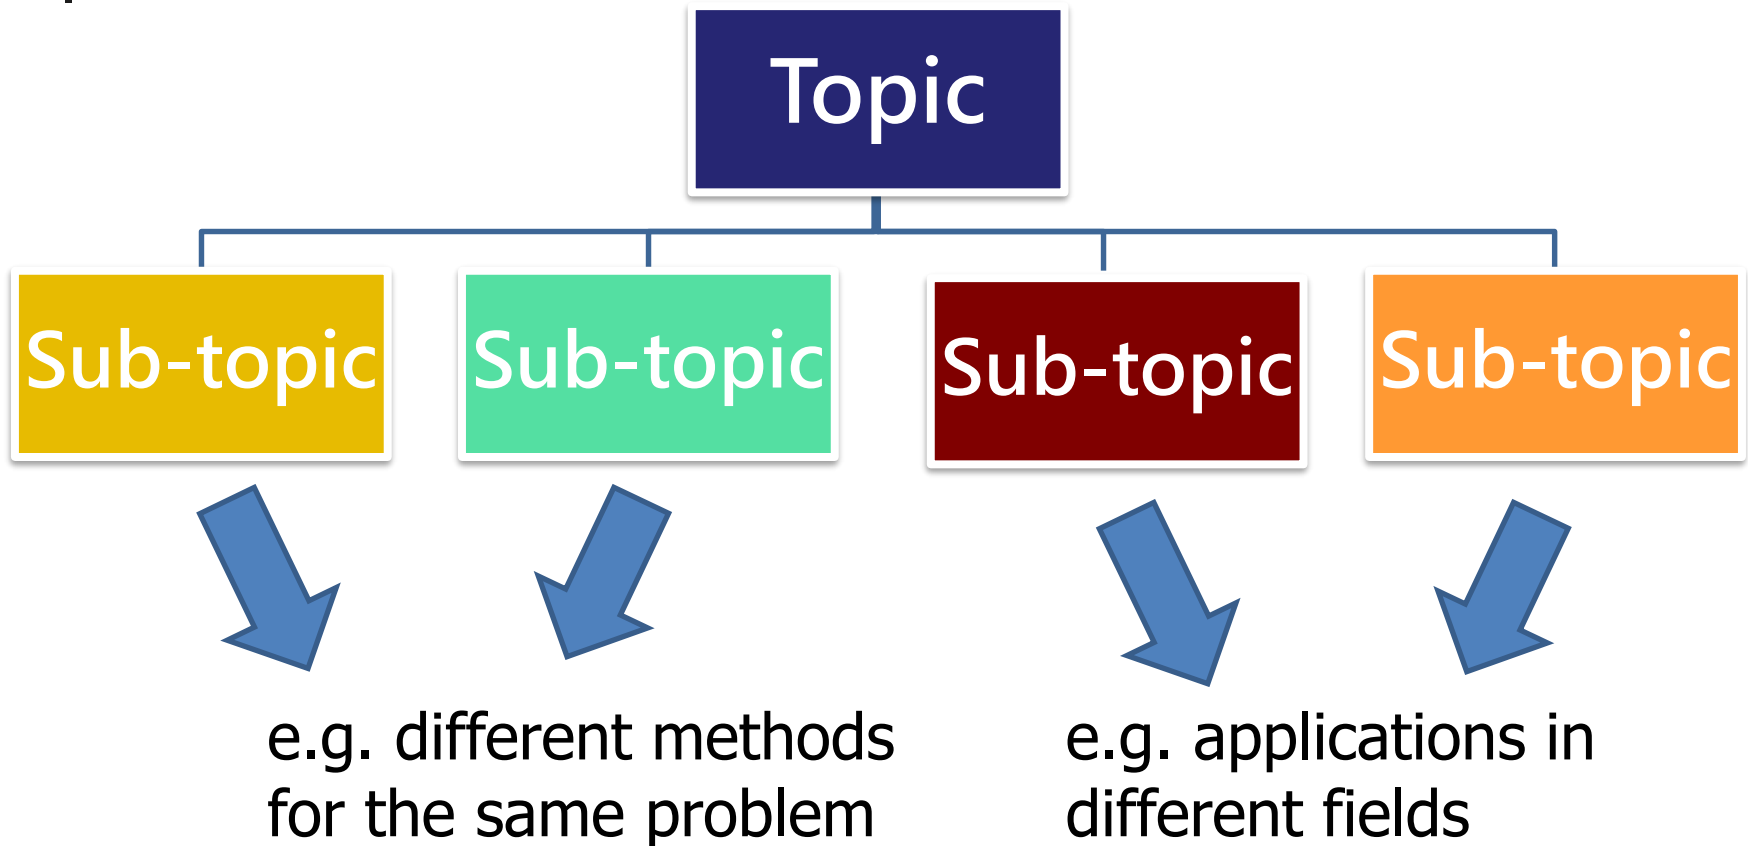 Topic
Sub-topic
Sub-topic
Sub-topic
Sub-topic
e.g. different methods
for the same problem
e.g. applications in
different fields